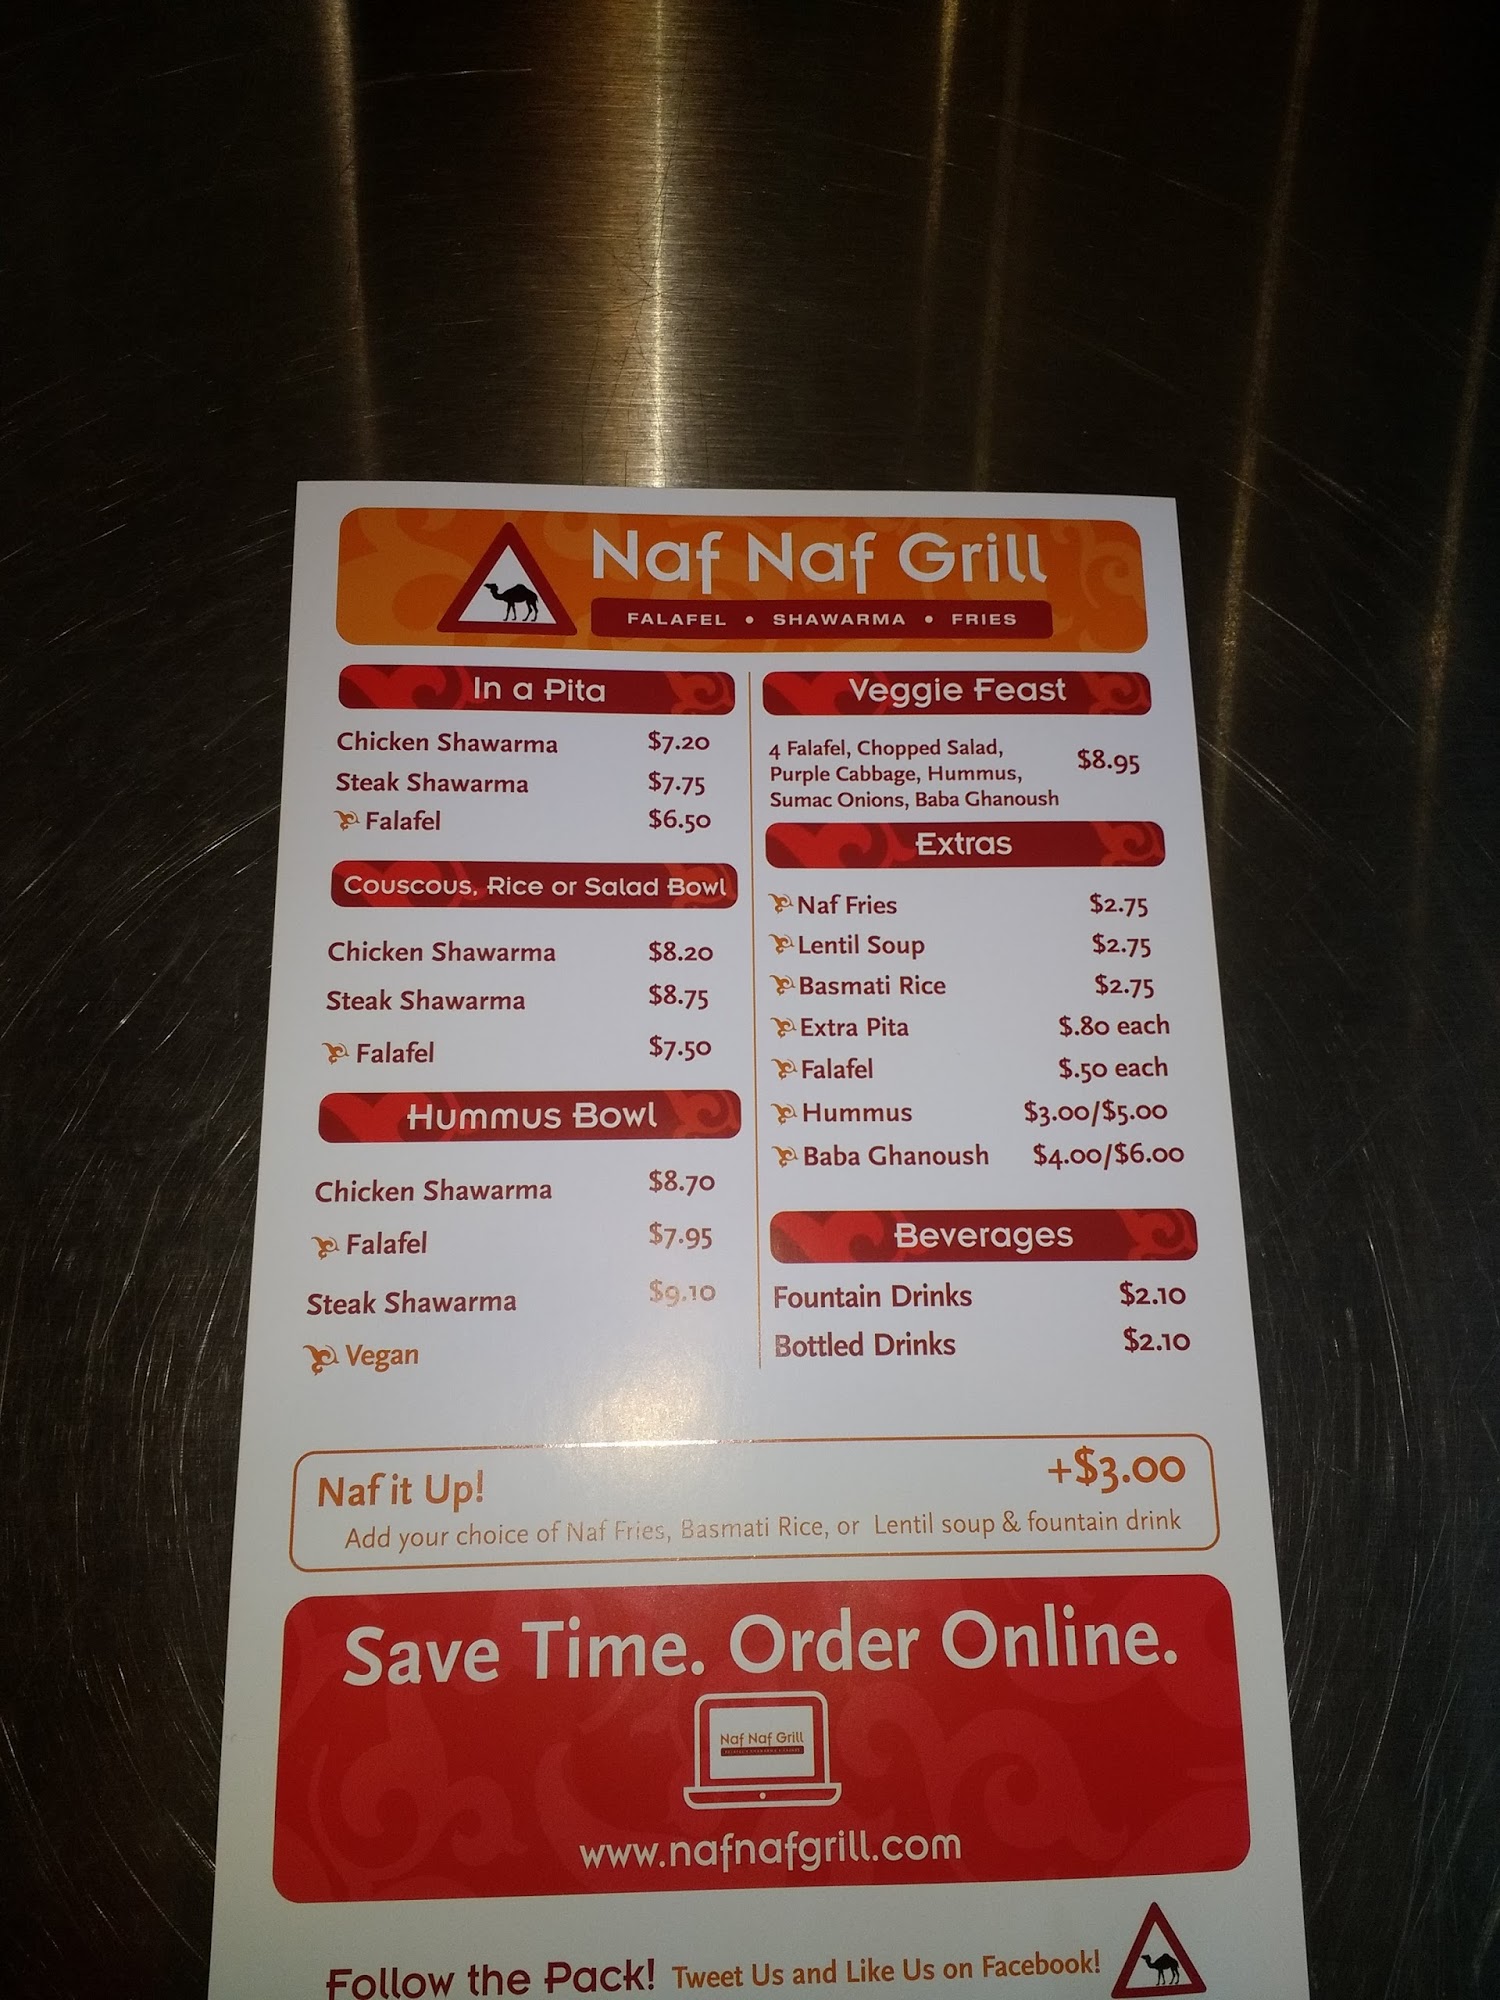 Naf Naf Grill
FALAFEL • SHAWARMA • FRIES
In a Pita
Chicken Shawarma $7.20
Steak Shawarma $7.75
Falafel $6.50
Couscous, Rice or Salad Bowl
Chicken Shawarma $8.20
Steak Shawarma $8.75
Falafel $7.50
Hummus Bowl
Chicken Shawarma $8.70
Falafel $7.95
Steak Shawarma $9.10
Vegan
Veggie Feast
4 Falafel, Chopped Salad,
Purple Cabbage, Hummus, $8.95
Sumac Onions, Baba Ghanoush
Extras
Naf Fries $2.75
Lentil Soup $2.75
Basmati Rice $2.75
Extra Pita $.80 each
Falafel $.50 each
Hummus $3.00/$5.00
Baba Ghanoush $4.00/$6.00
Beverages
Fountain Drinks $2.10
Bottled Drinks $2.10
Naf it Up! +$3.00
Add your choice of Naf Fries, Basmati Rice, or Lentil soup & fountain drink
Save Time. Order Online.
Naf Naf Grill
www.nafnafgrill.com
Follow the Pack! Tweet Us and Like Us on Facebook!